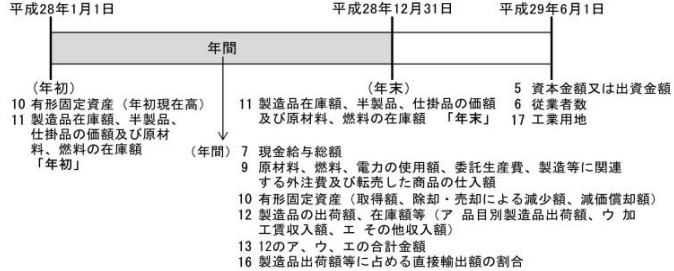 平成28年1月1日
平成28年12月31日
平成29年6月1日
年間
(年初)
10 有形固定資産(年初現在高)
11 製造品在庫額、半製品、
仕掛品の価額及び原材
料、燃料の在庫額
「年初」
(年末)
11 製造品在庫額、半製品、仕掛品の価額
及び原材料、燃料の在庫額 「年末」
5 資本金額又は出資金額
6 従業者数
17 工業用地
(年間) 7 現金給与総額
9 原材料、燃料、電力の使用額、委託生産費、製造等に関連
する外注費及び転売した商品の仕入額
10 有形固定資産(取得額、除却・売却による減少額、減価償却額)
12 製造品の出荷額、在庫額等(ア 品目別製造品出荷額、ウ 加
工賃収入額、エ その他収入額)
13 12のア、ウ、エの合計金額
16 製造品出荷額等に占める直接輸出額の割合